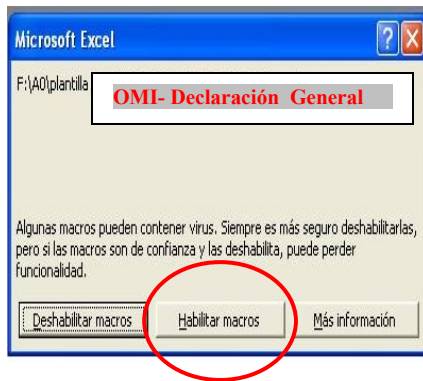 Microsoft Excel
F:\A0\plantilla
OMI- Declaración General
Algunas macros pueden contener virus. Siempre es más seguro deshabilitarlas,
pero si las macros son de confianza y las deshabilita, puede perder
funcionalidad.
Deshabilitar macros
Habilitar macros
Más información